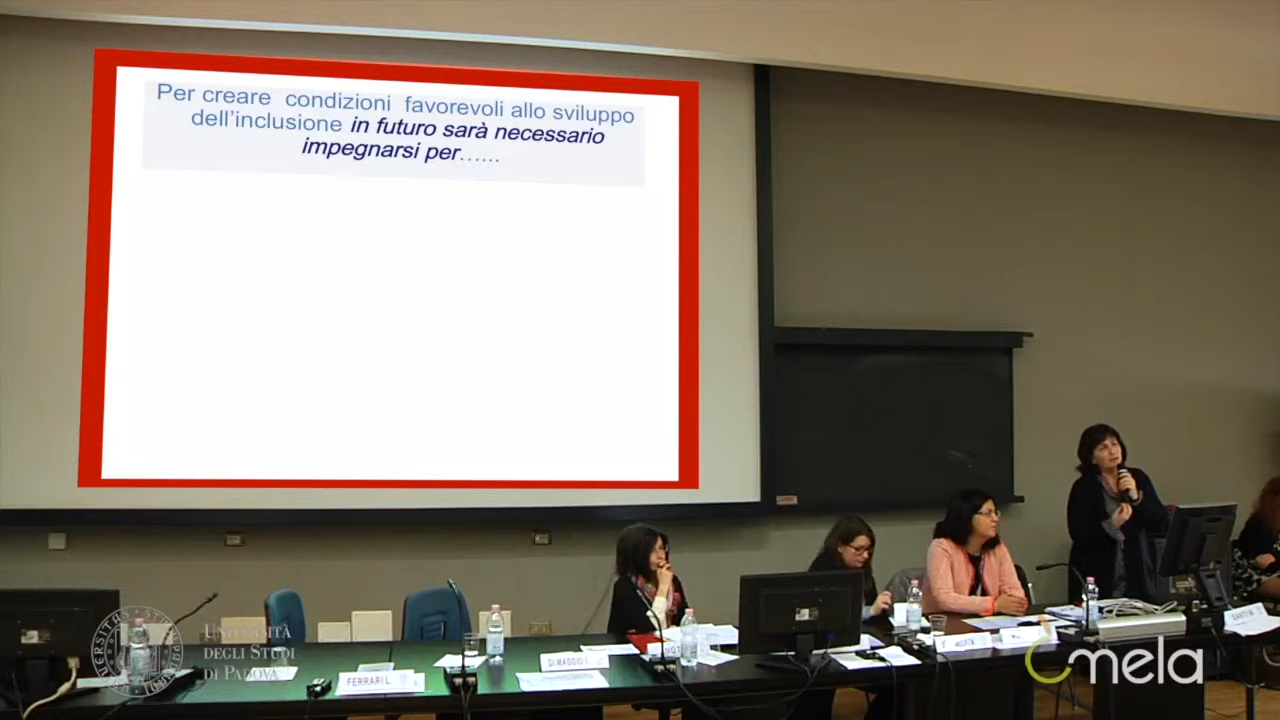 Per creare condizioni favorevoli allo sviluppo
dell'inclusione in futuro sarà necessario
impegnarsi per......
FERRARI L.
DI MAGGIO I.
UNIVERSITÀ
DEGLI STUDI
DI PADOVA
mela